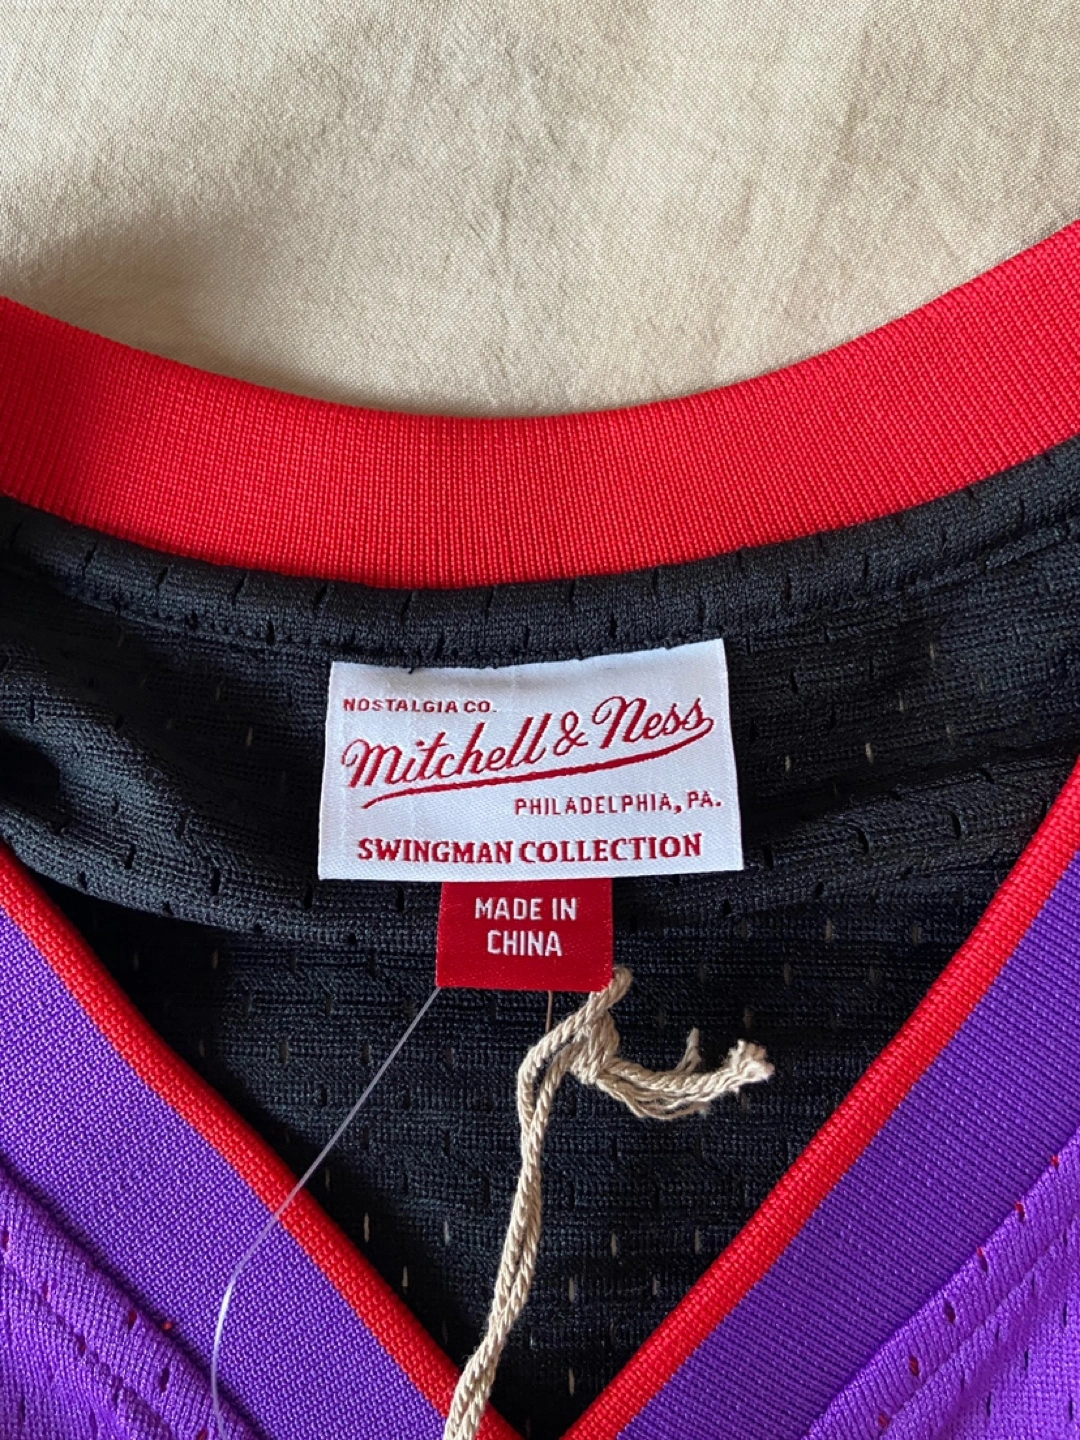 NOSTALGIA CO.
Mitchell & Ness
PHILADELPHIA, PA.
SWINGMAN COLLECTION
MADE IN
CHINA